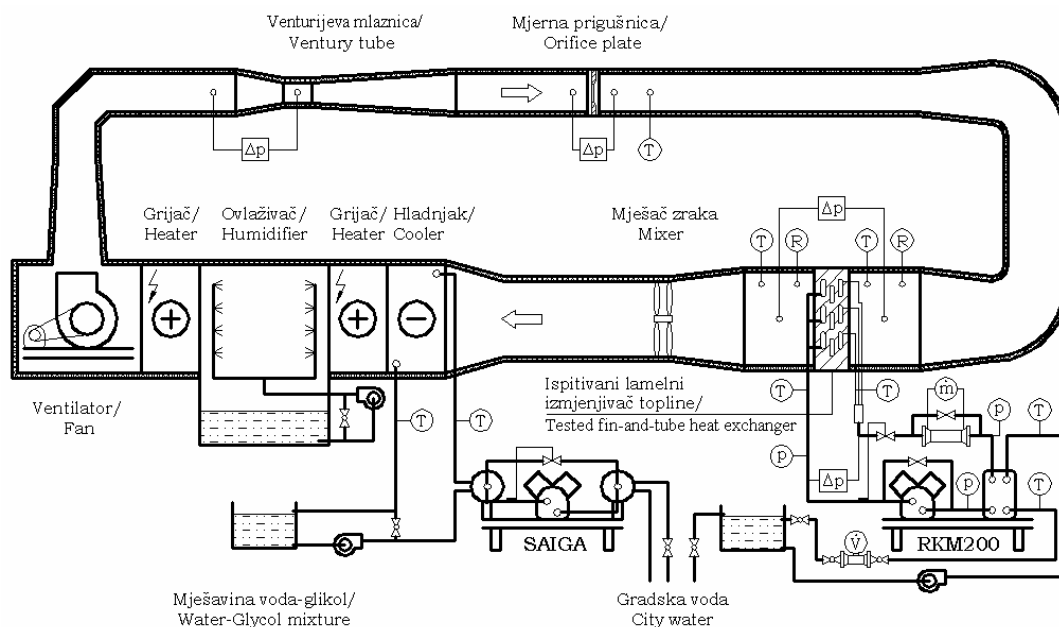 Venturijeva mlaznica/
Ventury tube
Mjerna prigušnica/
Orifice plate
Δp
Δp
T
Grijač/
Heater
Ovlaživač/
Humidifier
Grijač/
Heater
Hladnjak/
Cooler
Mješač zraka
Mixer
Δp
T
R
T
R
Ventilator/
Fan
T
T
Ispitivani lamelni
izmjenjivač topline/
Tested fin-and-tube heat exchanger
T
T
ṁ
p
T
p
Δp
p
T
SAIGA
RKM200
V̇
Mješavina voda-glikol/
Water-Glycol mixture
Gradska voda
City water